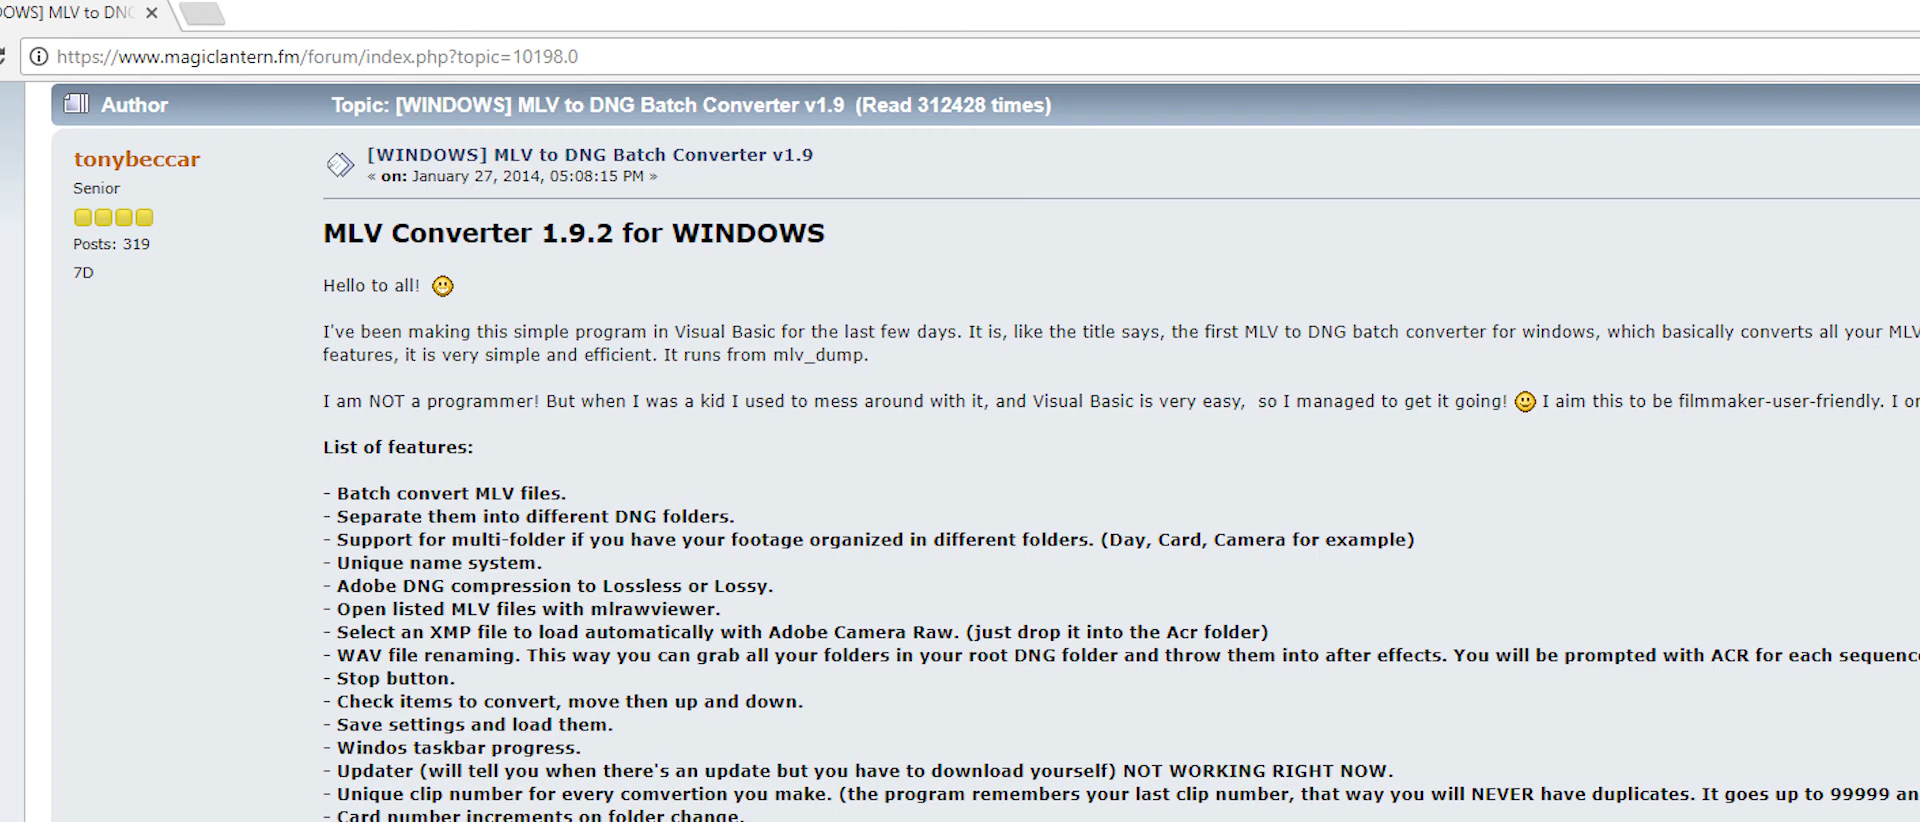 OWS] MLV to DN
https://www.magiclantern.fm/forum/index.php?topic=10198.0
Author Topic: [WINDOWS] MLV to DNG Batch Converter v1.9 (Read 312428 times)
tonybeccar
Senior
Posts: 319
7D
[WINDOWS] MLV to DNG Batch Converter v1.9
« on: January 27, 2014, 05:08:15 PM »
MLV Converter 1.9.2 for WINDOWS
Hello to all!
I've been making this simple program in Visual Basic for the last few days. It is, like the title says, the first MLV to DNG batch converter for windows, which basically converts all your MLV
features, it is very simple and efficient. It runs from mlv_dump.
I am NOT a programmer! But when I was a kid I used to mess around with it, and Visual Basic is very easy, so I managed to get it going! I aim this to be filmmaker-user-friendly. I
List of features:
- Batch convert MLV files.
- Separate them into different DNG folders.
- Support for multi-folder if you have your footage organized in different folders. (Day, Card, Camera for example)
- Unique name system.
- Adobe DNG compression to Lossless or Lossy.
- Open listed MLV files with mlrawviewer.
- Select an XMP file to load automatically with Adobe Camera Raw. (just drop it into the Acr folder)
- WAV file renaming. This way you can grab all your folders in your root DNG folder and throw them into after effects. You will be prompted with ACR for each sequenc
- Stop button.
- Check items to convert, move then up and down.
- Save settings and load them.
- Windos taskbar progress.
- Updater (will tell you when there's an update but you have to download yourself) NOT WORKING RIGHT NOW.
- Unique clip number for every comvertion you make. (the program remembers your last clip number, that way you will NEVER have duplicates. It goes up to 99999 an
- Card number increments on folder change.